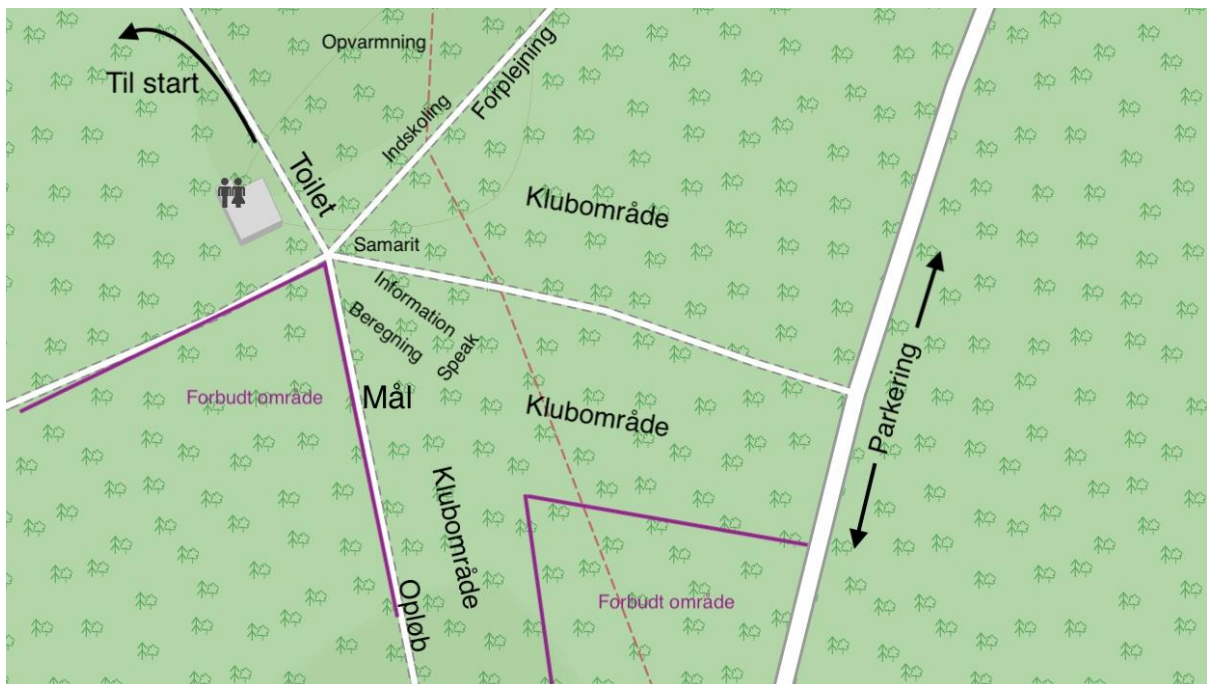 Opvarmning
Til start
Forplejning
Indskoling
Toilet
Klubområde
Samarit
Information
Beregning
Speak
Parkering
Forbudt område
Mål
Klubområde
Klubområde
Opløb
Forbudt område